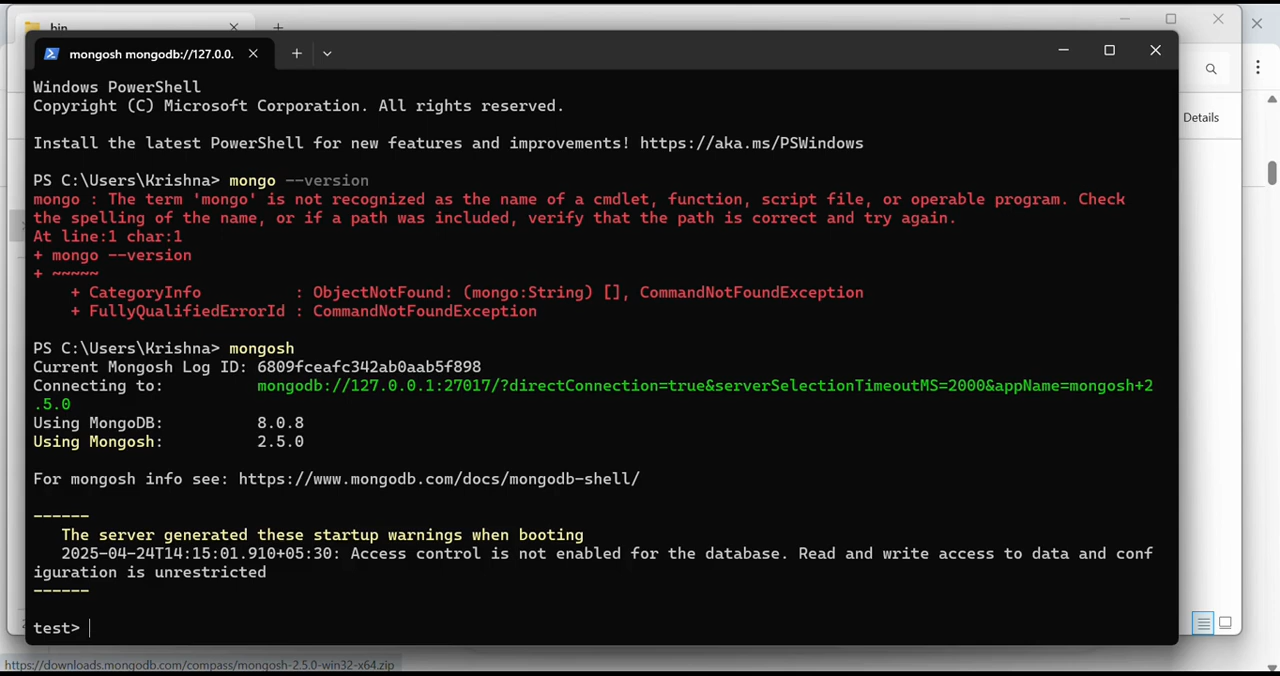 bin
mongosh mongodb://127.0.0.
Windows PowerShell
Copyright (C) Microsoft Corporation. All rights reserved.
Details
Install the latest PowerShell for new features and improvements! https://aka.ms/PSWindows
PS C:\Users\Krishna> mongo --version
mongo : The term 'mongo' is not recognized as the name of a cmdlet, function, script file, or operable program. Check
the spelling of the name, or if a path was included, verify that the path is correct and try again.
At line:1 char:1
+ mongo --version
+ ~~~~~
    + CategoryInfo          : ObjectNotFound: (mongo:String) [], CommandNotFoundException
    + FullyQualifiedErrorId : CommandNotFoundException
PS C:\Users\Krishna> mongosh
Current Mongosh Log ID: 6809fceafc342ab0aab5f898
Connecting to:          mongodb://127.0.0.1:27017/?directConnection=true&serverSelectionTimeoutMS=2000&appName=mongosh+2
.5.0
Using MongoDB:          8.0.8
Using Mongosh:          2.5.0
For mongosh info see: https://www.mongodb.com/docs/mongodb-shell/
------
   The server generated these startup warnings when booting
   2025-04-24T14:15:01.910+05:30: Access control is not enabled for the database. Read and write access to data and conf
iguration is unrestricted
------
test>
https://downloads.mongodb.com/compass/mongosh-2.5.0-win32-x64.zip